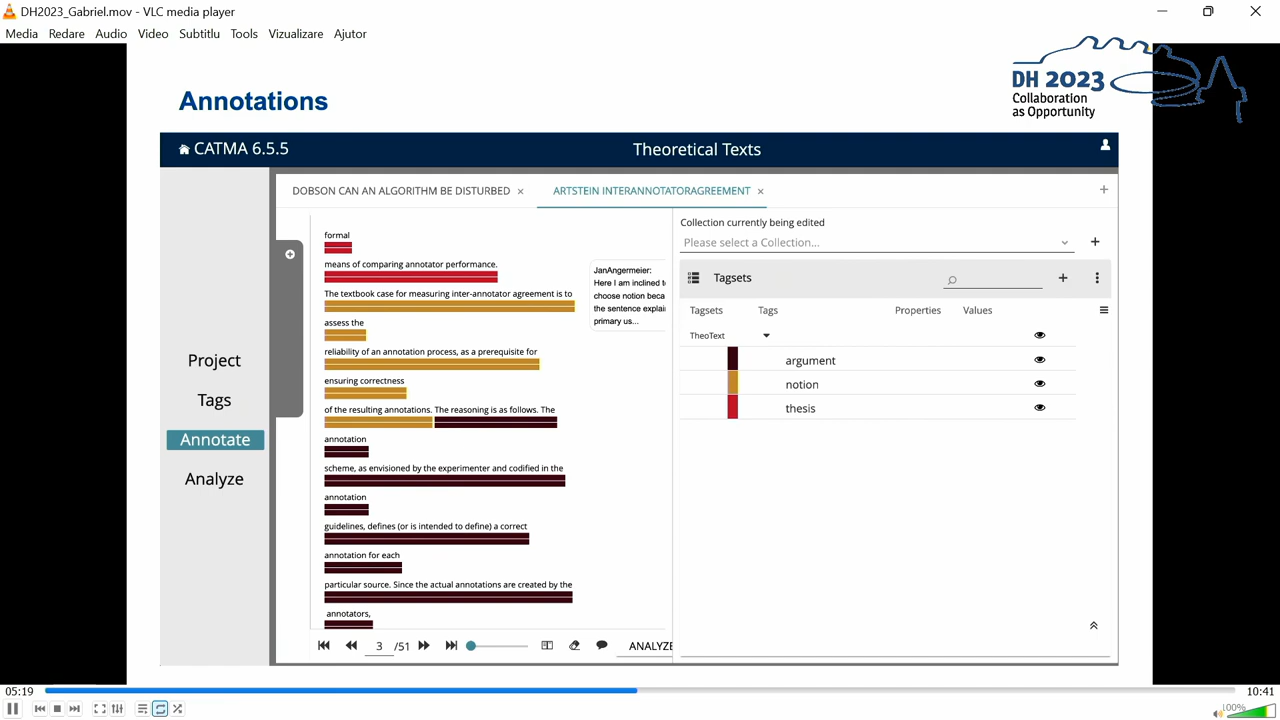 DH2023_Gabriel.mov - VLC media player
Media Redare Audio Video Subtitlu Tools Vizualizare Ajutor
DH 2023
Collaboration
as Opportunity
Annotations
CATMA 6.5.5
Theoretical Texts
DOBSON CAN AN ALGORITHM BE DISTURBED
ARTSTEIN INTERANNOTATORAGREEMENT
Project
Tags
Annotate
Analyze
formal
means of comparing annotator performance.
The textbook case for measuring inter-annotator agreement is to
assess the
reliability of an annotation process, as a prerequisite for
ensuring correctness
of the resulting annotations. The reasoning is as follows. The
annotation
scheme, as envisioned by the experimenter and codified in the
annotation
guidelines, defines (or is intended to define) a correct
annotation for each
particular source. Since the actual annotations are created by the
annotators,
JanAngermeier:
Here I am inclined t
choose notion beca
the sentence explai
primary us...
3 /51
ANALYZE
Collection currently being edited
Please select a Collection...
Tagsets
Tagsets Tags Properties Values
TheoText
argument
notion
thesis
05:19
10:41
100%